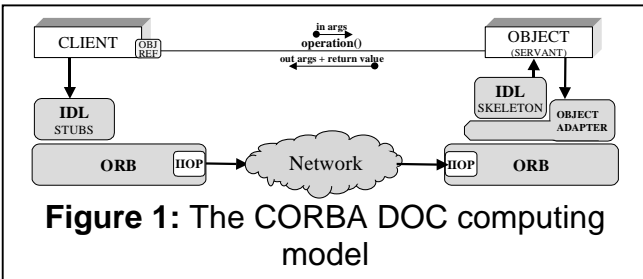 in args
CLIENT
OBJ
REF
operation()
out args + return value
OBJECT
(SERVANT)
IDL
STUBS
IDL
SKELETON
OBJECT
ADAPTER
ORB
IIOP
Network
IIOP
ORB
Figure 1: The CORBA DOC computing
model